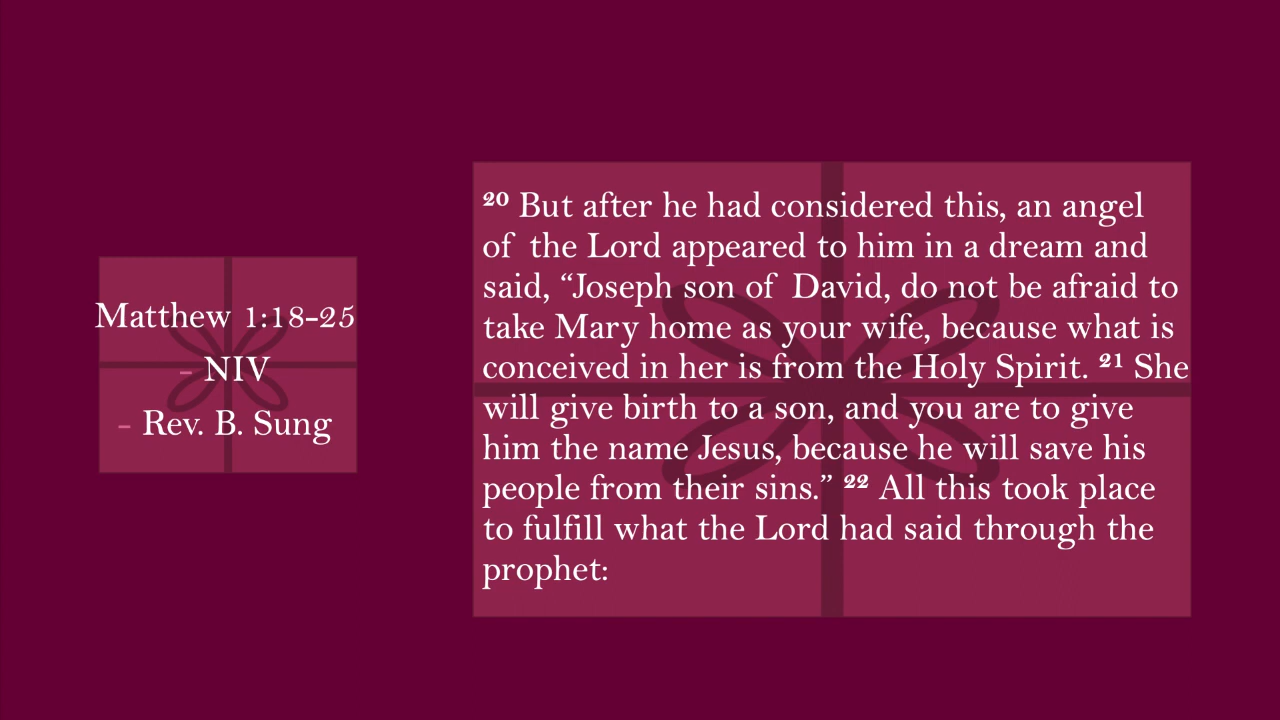 Matthew 1:18-25
- NIV
- Rev. B. Sung
20 But after he had considered this, an angel
of the Lord appeared to him in a dream and
said, “Joseph son of David, do not be afraid to
take Mary home as your wife, because what is
conceived in her is from the Holy Spirit. 21 She
will give birth to a son, and you are to give
him the name Jesus, because he will save his
people from their sins.” 22 All this took place
to fulfill what the Lord had said through the
prophet: